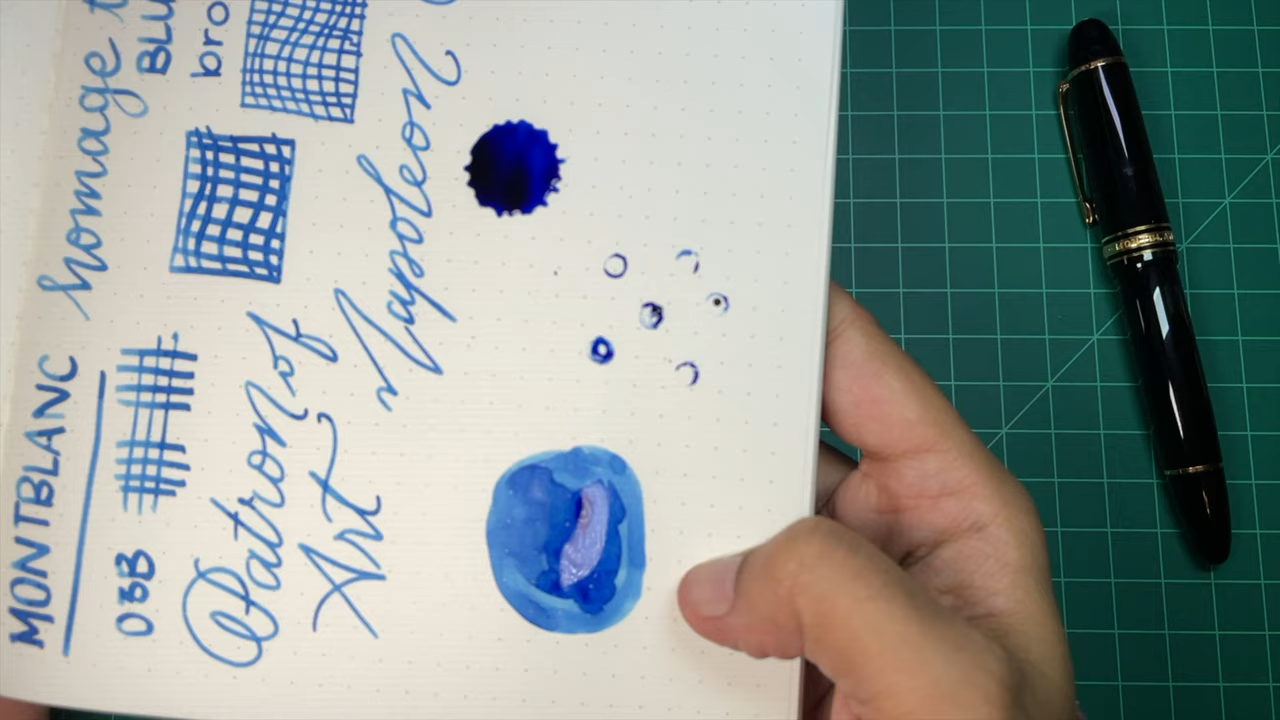 MONTBLANC homage t
03B BLU
bro
Patron of
Art
Napoleon